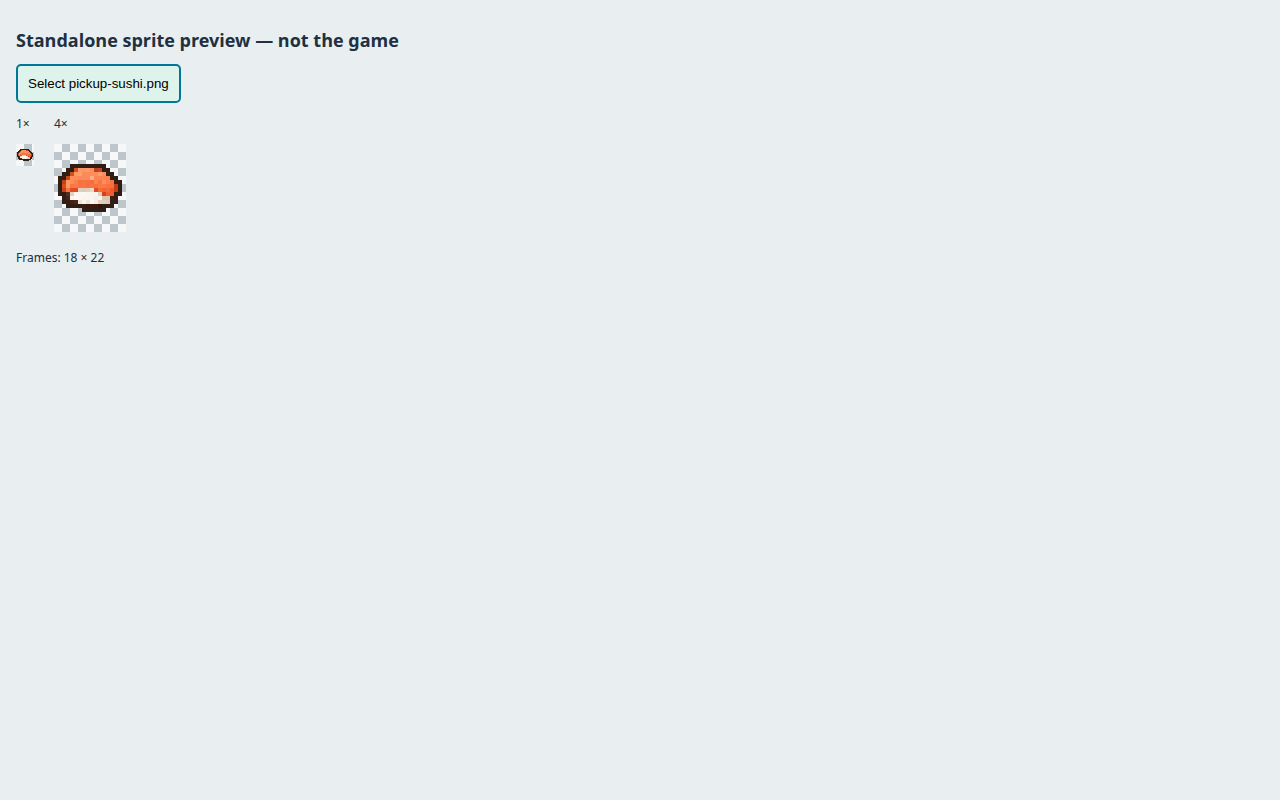 Standalone sprite preview — not the game
Select pickup-sushi.png
1× 4×
Frames: 18 × 22